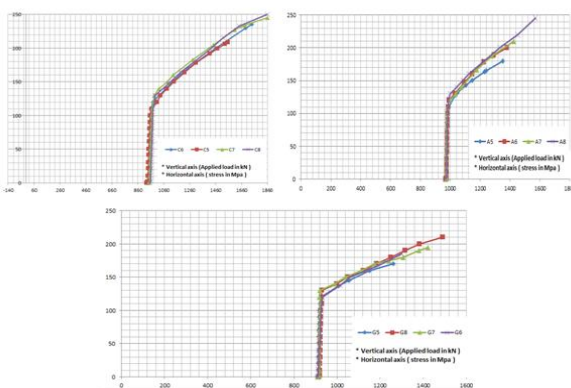 250
200
150
100
50
0
-140 60 260 460 660 860 1060 1260 1460 1660 1860
C6 C5 C7 C8
* Vertical axis (Applied load in kN)
* Horizontal axis ( stress in Mpa )
250
200
150
100
50
0
0 200 400 600 800 1000 1200 1400 1600 1800
A5 A6 A7 A8
* Vertical axis (Applied load in kN )
* Horizontal axis ( stress in Mpa )
250
200
150
100
50
0
0 200 400 600 800 1000 1200 1400 1600
G5 G8 G7 G6
* Vertical axis (Applied load in kN )
* Horizontal axis ( stress in Mpa )